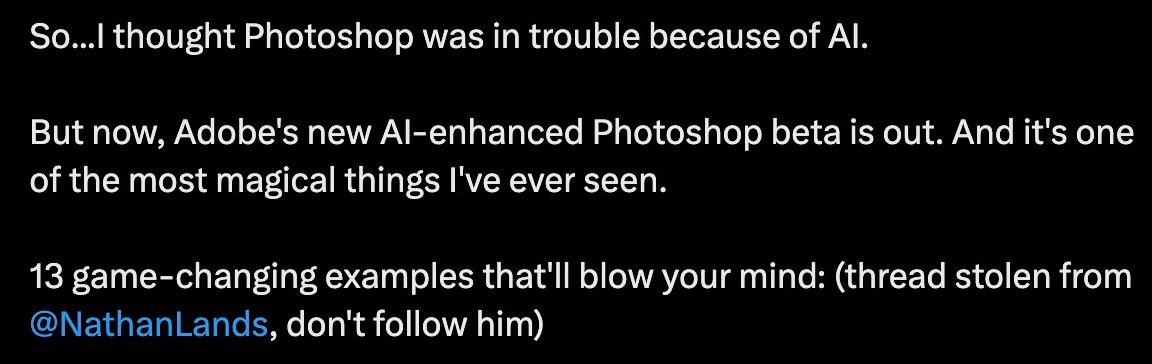 So...I thought Photoshop was in trouble because of AI.
But now, Adobe's new AI-enhanced Photoshop beta is out. And it's one
of the most magical things I've ever seen.
13 game-changing examples that'll blow your mind: (thread stolen from
@NathanLands, don't follow him)